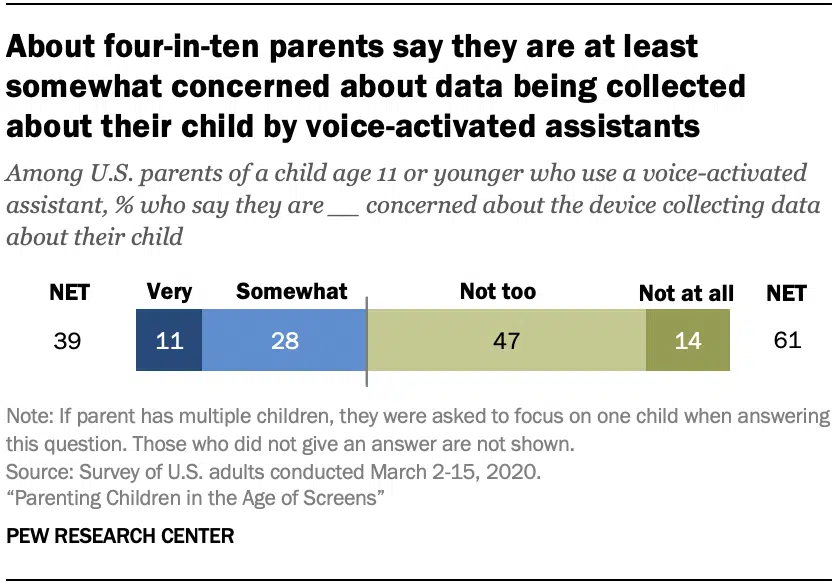 About four-in-ten parents say they are at least
somewhat concerned about data being collected
about their child by voice-activated assistants
Among U.S. parents of a child age 11 or younger who use a voice-activated
assistant, % who say they are __ concerned about the device collecting data
about their child
NET Very Somewhat Not too Not at all NET
39 11 28 47 14 61
Note: If parent has multiple children, they were asked to focus on one child when answering
this question. Those who did not give an answer are not shown.
Source: Survey of U.S. adults conducted March 2-15, 2020.
“Parenting Children in the Age of Screens”
PEW RESEARCH CENTER